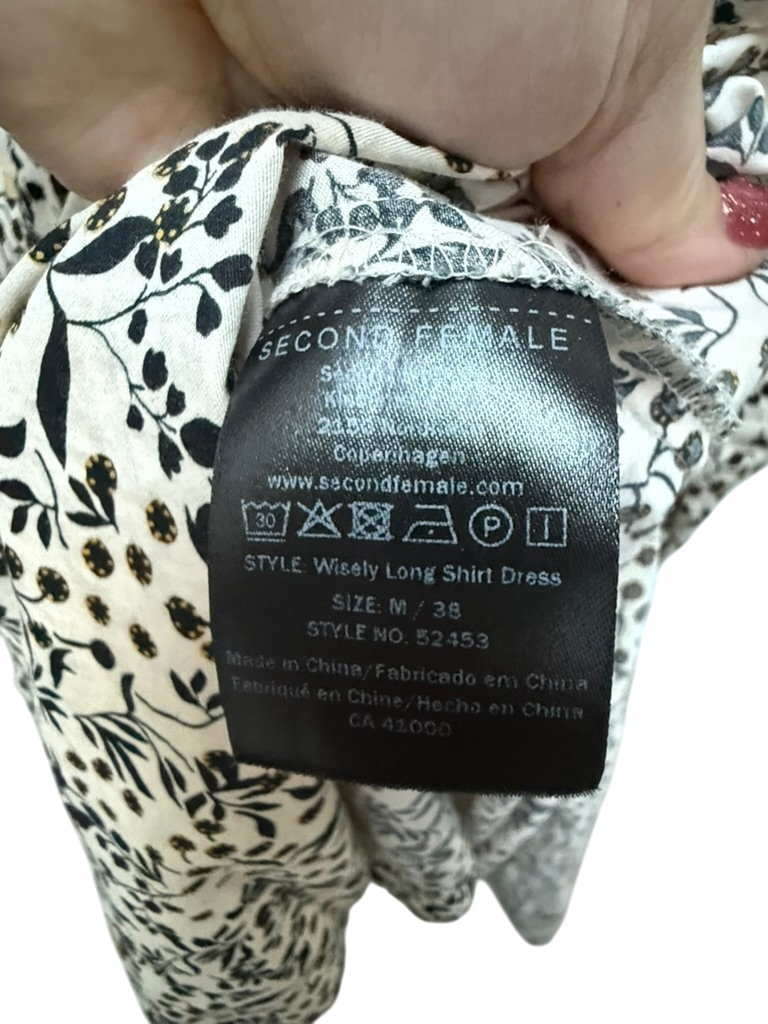 SECOND FEMALE
Copenhagen
www.secondfemale.com
30 P
STYLE: Wisely Long Shirt Dress
SIZE: M / 38
STYLE NO. 52453
Made in China/Fabricado em China
Fabriqué en Chine/Hecho en China
CA 41000